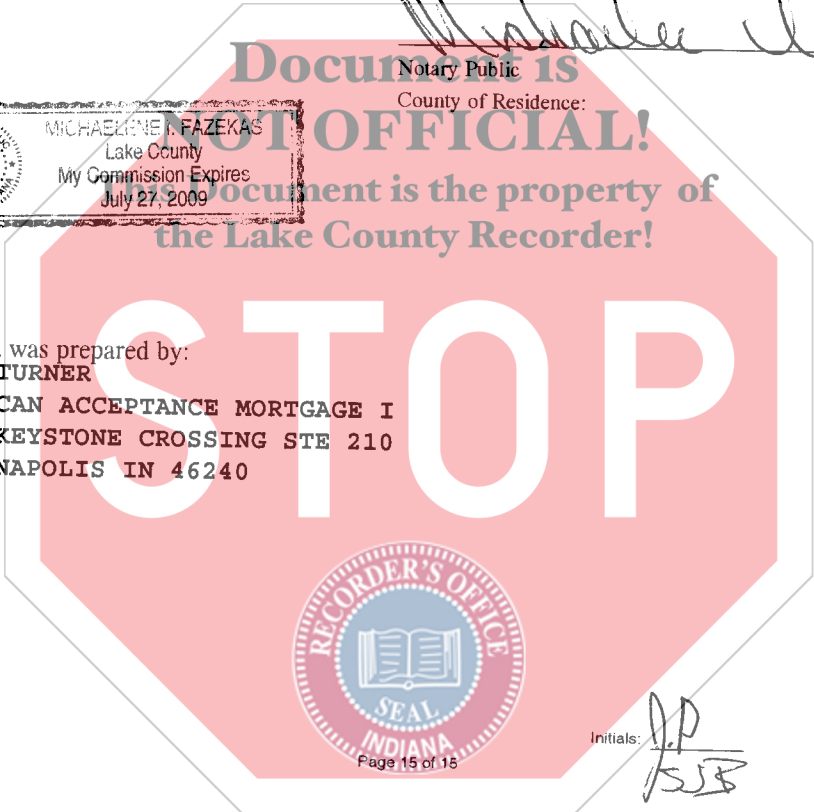 Document is
Notary Public
County of Residence:
NOT OFFICIAL!
MICHAELENE I. FAZEKAS
Lake County
My Commission Expires
July 27, 2009
This Document is the property of
the Lake County Recorder!
was prepared by:
TURNER
CAN ACCEPTANCE MORTGAGE I
KEYSTONE CROSSING STE 210
NAPOLIS IN 46240
STOP
RECORDER'S OFFICE
SEAL
INDIANA
Page 15 of 15
Initials: J.P
SJB